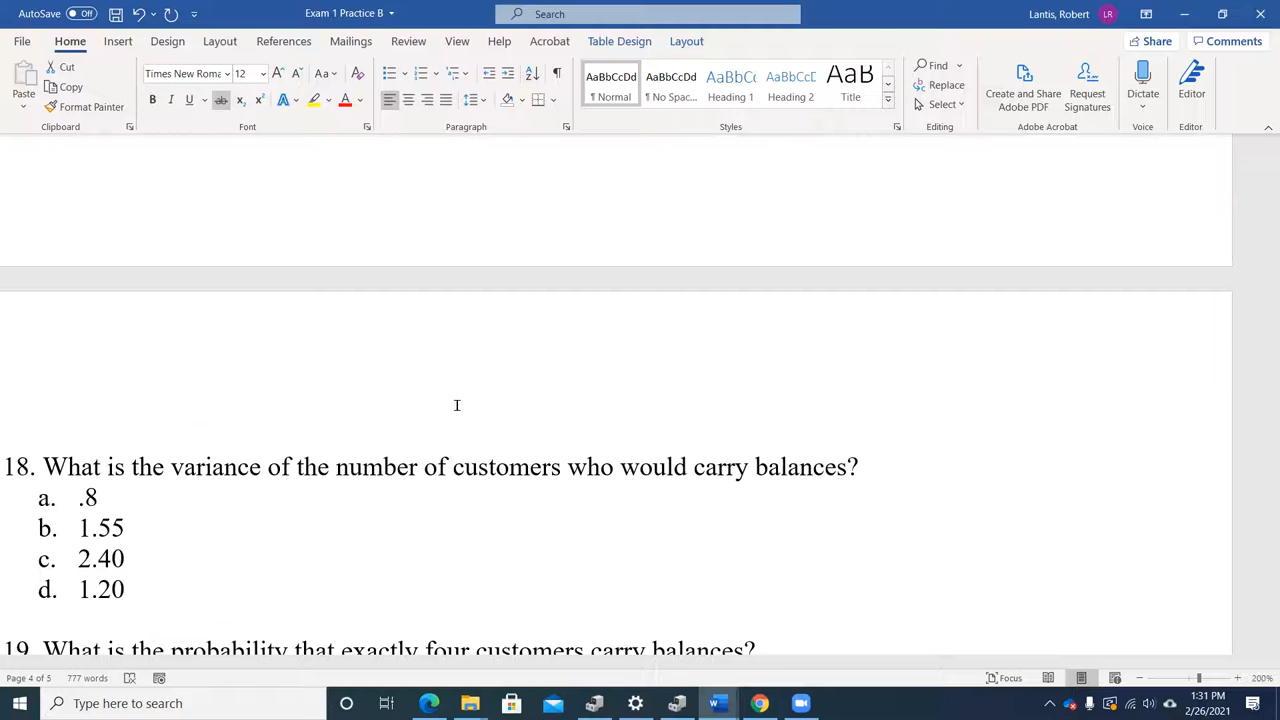 AutoSave Off Exam 1 Practice B Search Lantis, Robert LR
File Home Insert Design Layout References Mailings Review View Help Acrobat Table Design Layout Share Comments
Paste Cut Copy Format Painter
Times New Roma 12 Aa
AaBbCcDd AaBbCcDd AaBbCc AaBbCcD AaB
¶ Normal ¶ No Spac... Heading 1 Heading 2 Title
Find Replace Select
Create and Share Adobe PDF Request Signatures Dictate Editor
Clipboard Font Paragraph Styles Editing Adobe Acrobat Voice Editor
18. What is the variance of the number of customers who would carry balances?
a. .8
b. 1.55
c. 2.40
d. 1.20
19. What is the probability that exactly four customers carry balances?
Page 4 of 5 777 words Focus 200%
Type here to search 1:31 PM
2/26/2021